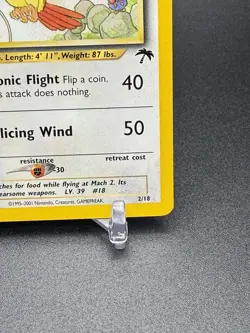 . Length: 4' 11", Weight: 87 lbs.
onic Flight Flip a coin.
s attack does nothing.
40
licing Wind 50
resistance retreat cost
-30
ches for food while flying at Mach 2. Its
earsome weapons. LV. 39 #18
©1995-2001 Nintendo, Creatures, GAMEFREAK. 2/18